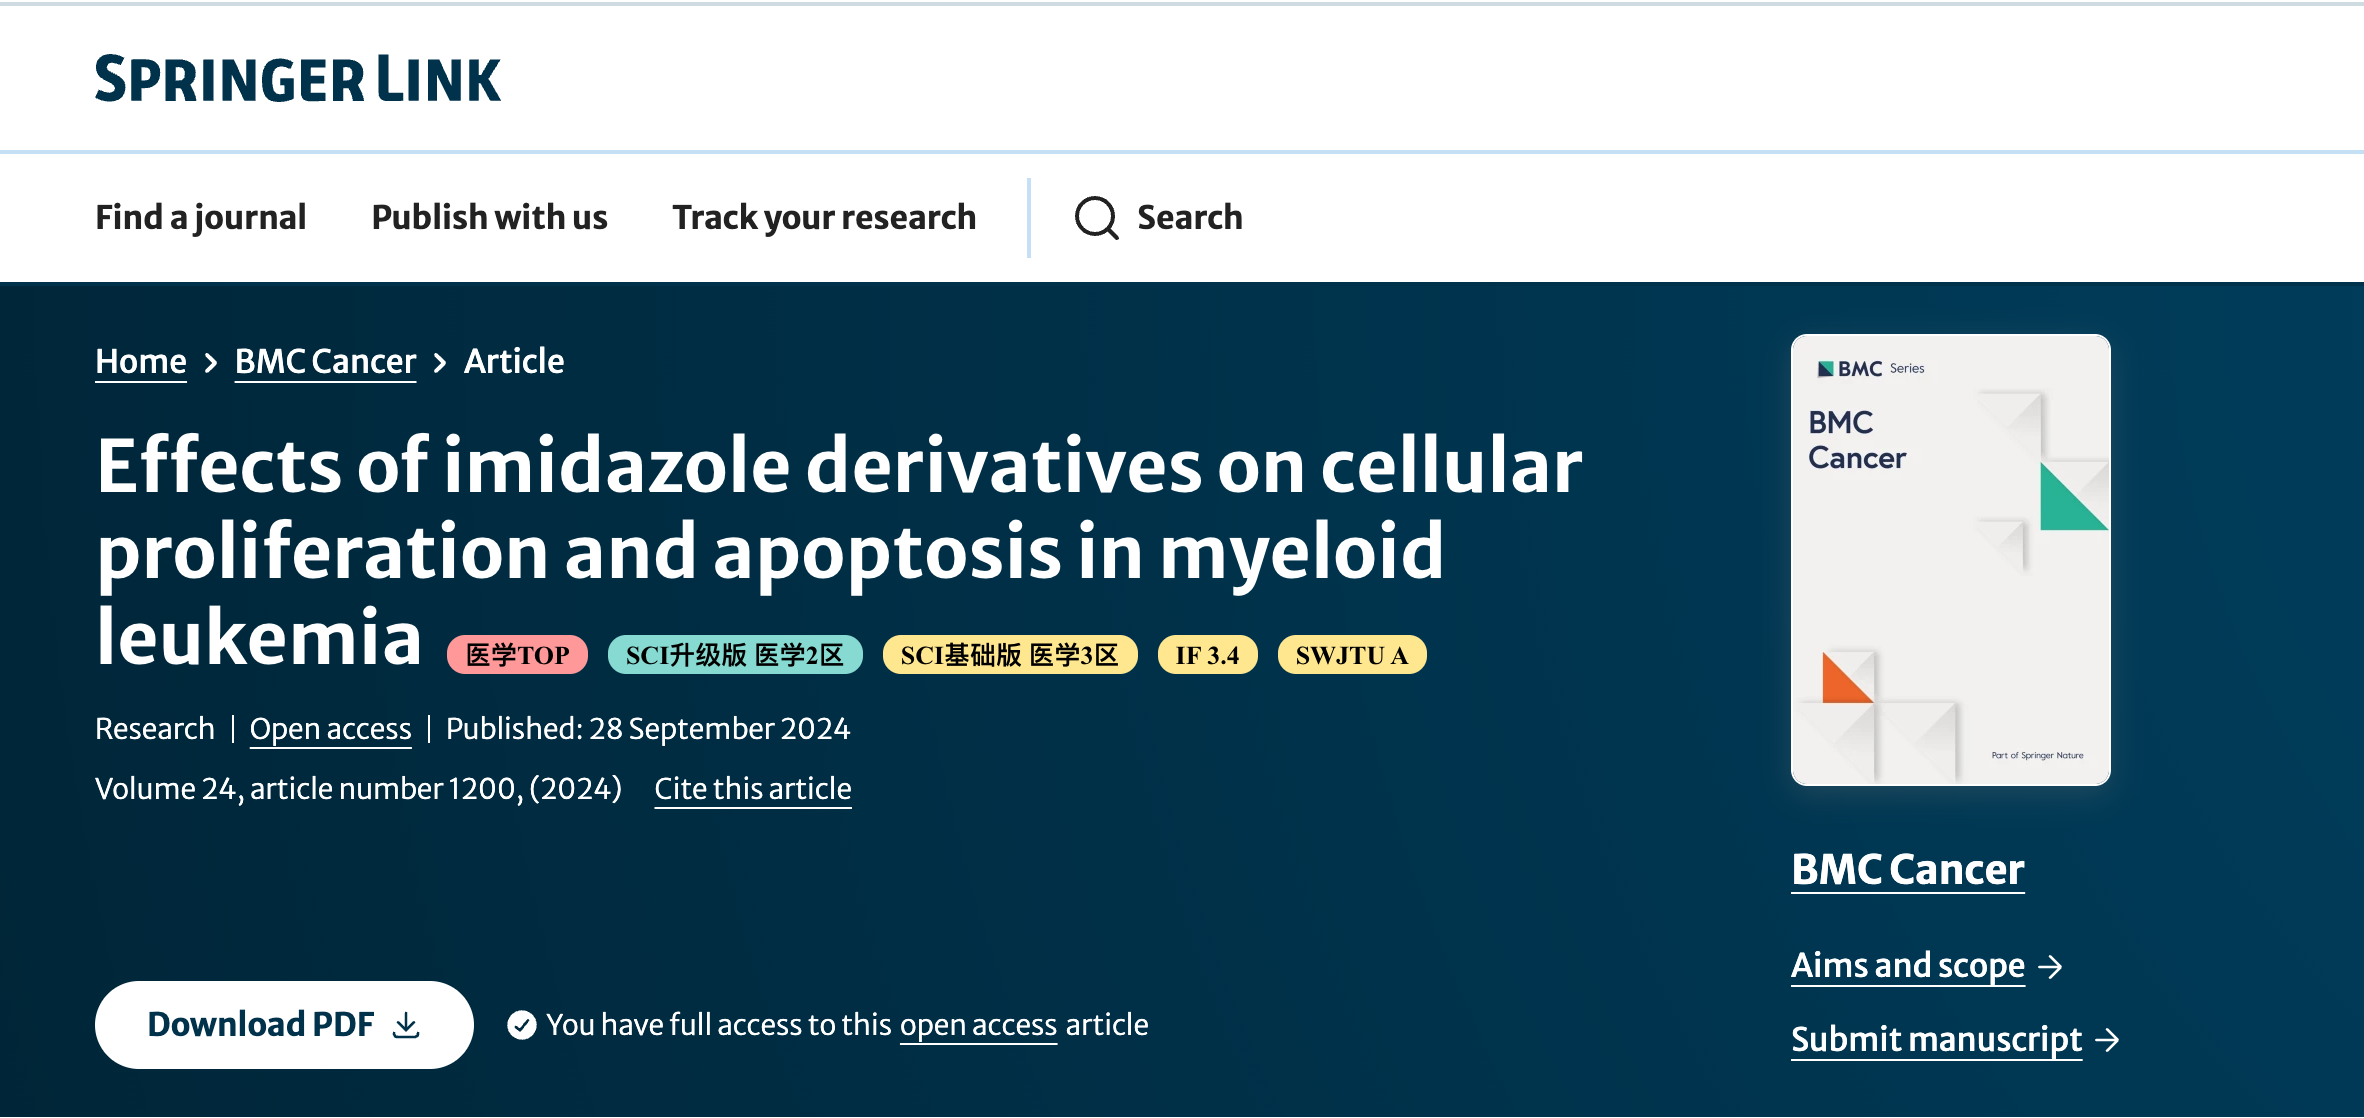 SPRINGER LINK
Find a journal Publish with us Track your research Search
Home > BMC Cancer > Article
Effects of imidazole derivatives on cellular
proliferation and apoptosis in myeloid
leukemia 医学TOP SCI升级版 医学2区 SCI基础版 医学3区 IF 3.4 SWJTU A
Research | Open access | Published: 28 September 2024
Volume 24, article number 1200, (2024) Cite this article
Download PDF You have full access to this open access article
BMC Series
BMC
Cancer
Part of Springer Nature
BMC Cancer
Aims and scope →
Submit manuscript →